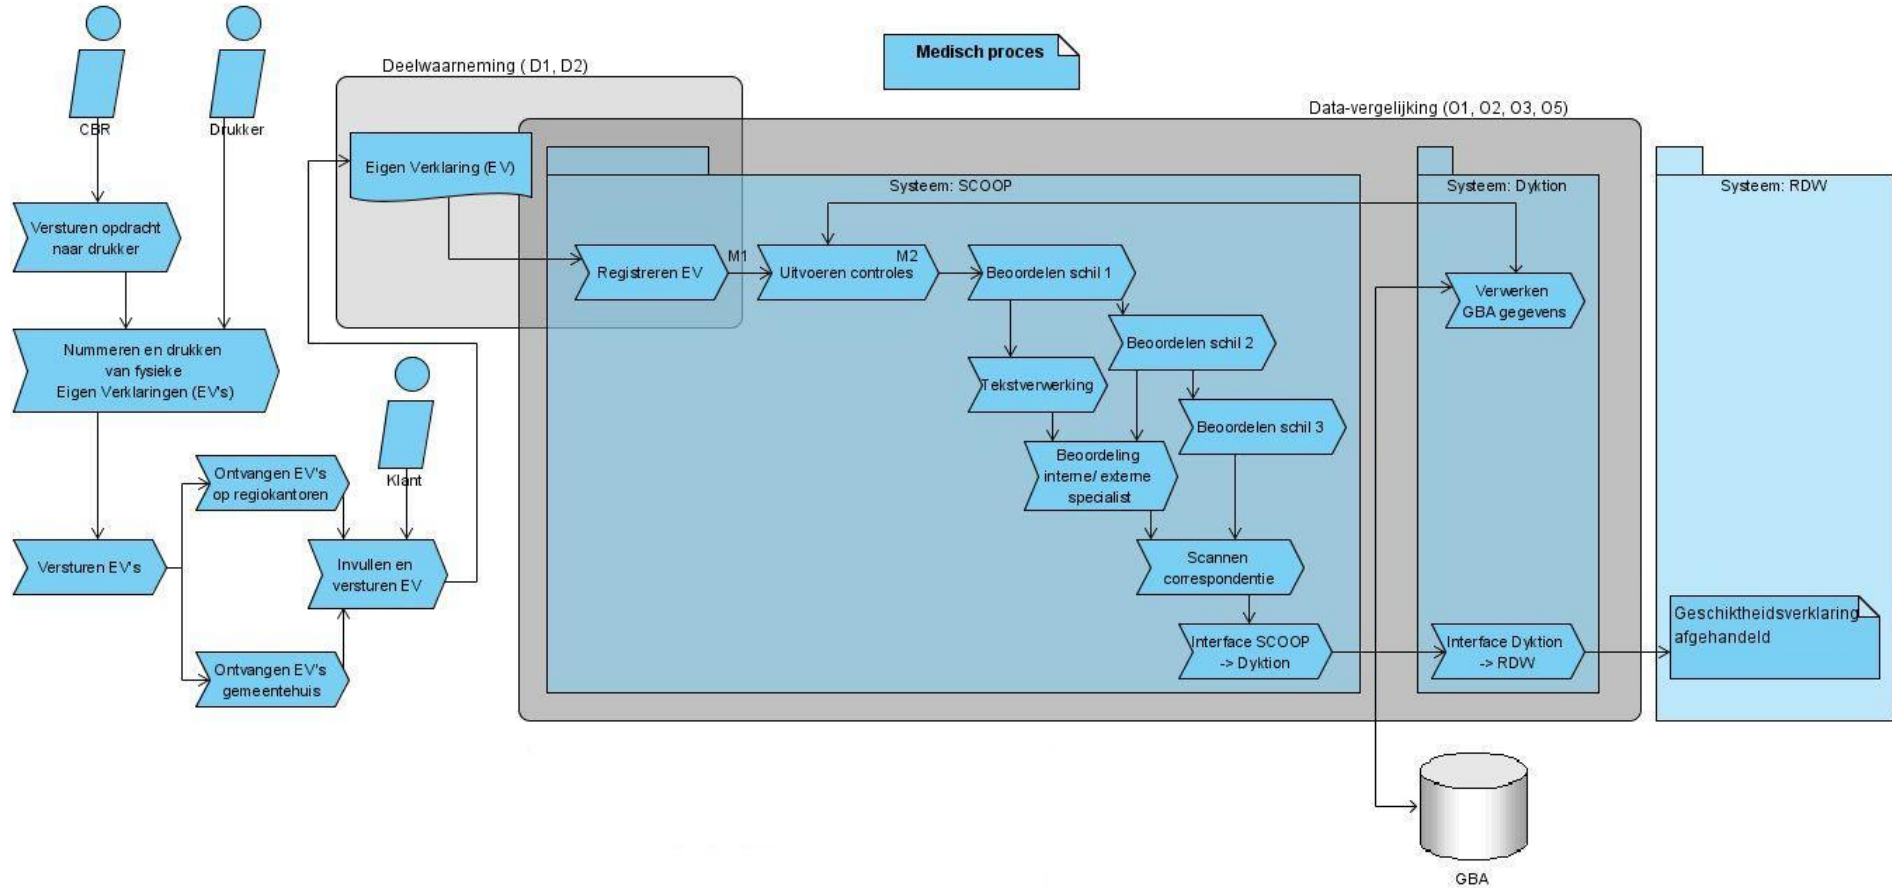 Medisch proces
CBR
Drukker
Deelwaarneming ( D1, D2)
Data-vergelijking (O1, O2, O3, O5)
Versturen opdracht
naar drukker
Nummeren en drukken
van fysieke
Eigen Verklaringen (EV's)
Versturen EV's
Ontvangen EV's
op regiokantoren
Ontvangen EV's
gemeentehuis
Klant
Invullen en
versturen EV
Eigen Verklaring (EV)
Systeem: SCOOP
Registreren EV
M1
Uitvoeren controles
M2
Beoordelen schil 1
Beoordelen schil 2
Tekstverwerking
Beoordelen schil 3
Beoordeling
interne/ externe
specialist
Scannen
correspondentie
Interface SCOOP
-> Dyktion
Systeem: Dyktion
Verwerken
GBA gegevens
Interface Dyktion
-> RDW
Systeem: RDW
Geschiktheidsverklaring
afgehandeld
GBA